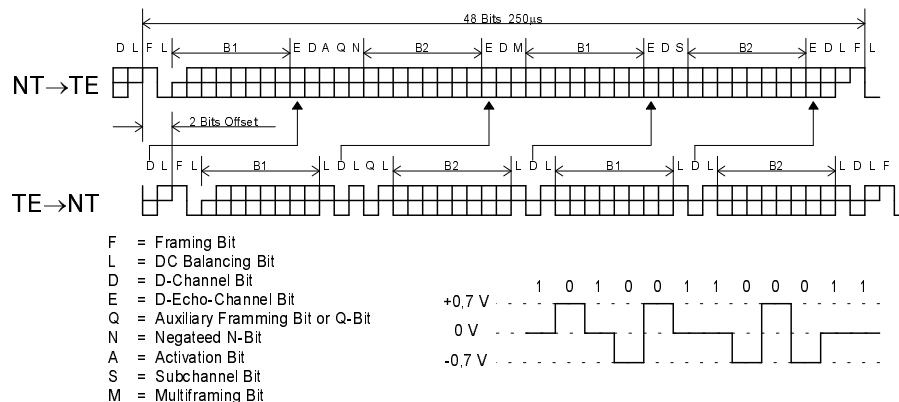 48 Bits 250µs
D L F L B1 E D A Q N B2 E D M B1 E D S B2 E D L F L
NT→TE
2 Bits Offset
D L F L B1 L D L Q L B2 L D L B1 L D L B2 L D L F
TE→NT
F = Framing Bit
L = DC Balancing Bit
D = D-Channel Bit
E = D-Echo-Channel Bit
Q = Auxiliary Framming Bit or Q-Bit
N = Negateed N-Bit
A = Activation Bit
S = Subchannel Bit
M = Multiframing Bit
1 0 1 0 0 1 1 0 0 0 1 1
+0,7 V
0 V
-0,7 V